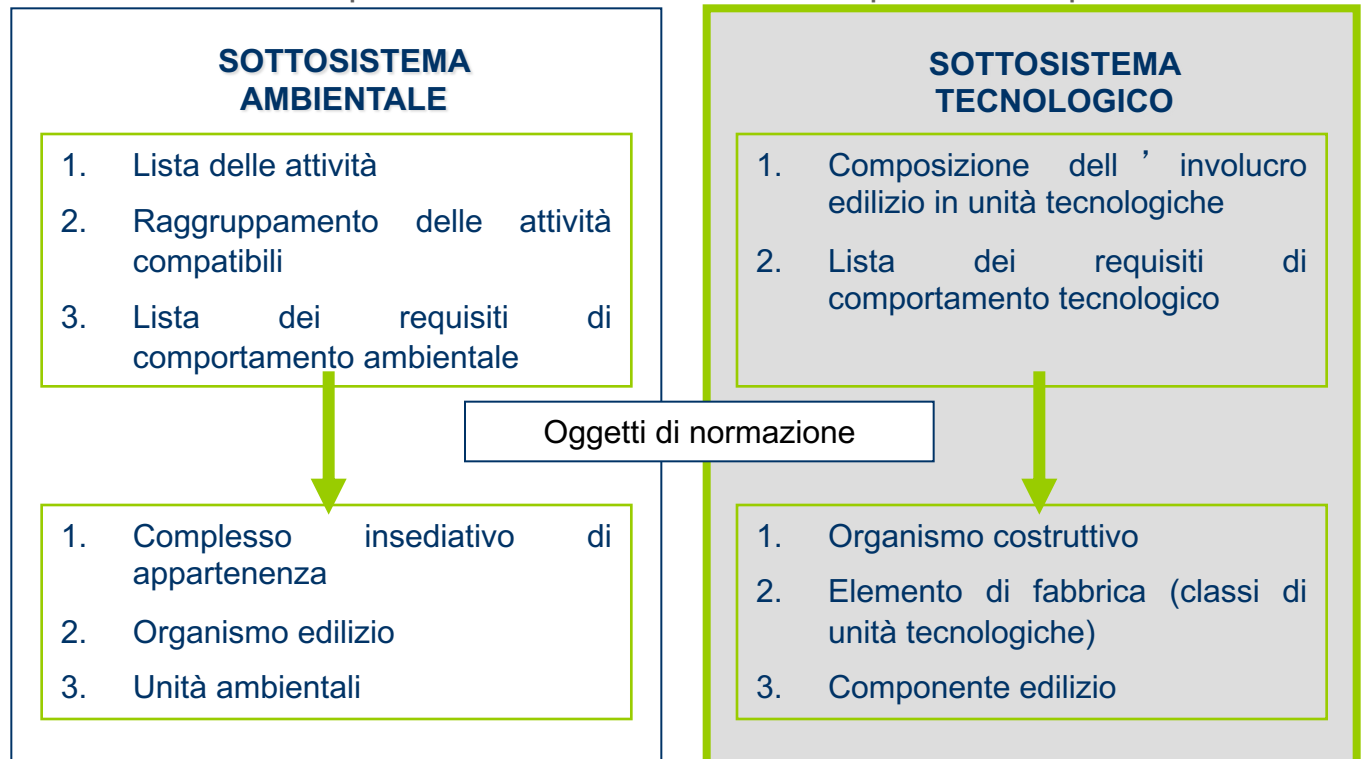 SOTTOSISTEMA
AMBIENTALE
1. Lista delle attività
2. Raggruppamento delle attività
compatibili
3. Lista dei requisiti di
comportamento ambientale
SOTTOSISTEMA
TECNOLOGICO
1. Composizione dell ’ involucro
edilizio in unità tecnologiche
2. Lista dei requisiti di
comportamento tecnologico
Oggetti di normazione
1. Complesso insediativo di
appartenenza
2. Organismo edilizio
3. Unità ambientali
1. Organismo costruttivo
2. Elemento di fabbrica (classi di
unità tecnologiche)
3. Componente edilizio